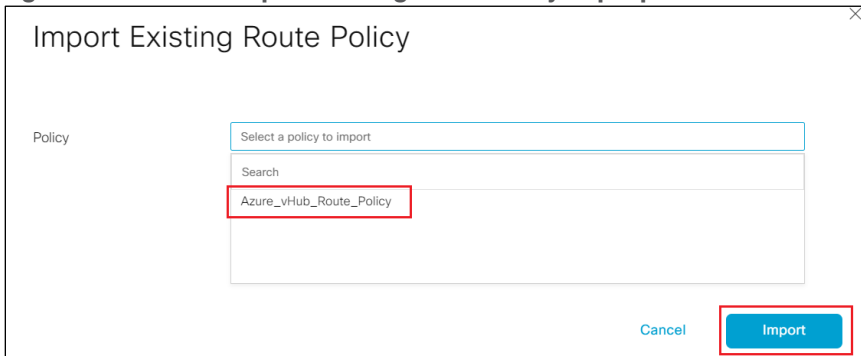 Import Existing Route Policy
Policy
Select a policy to import
Search
Azure_vHub_Route_Policy
Cancel
Import